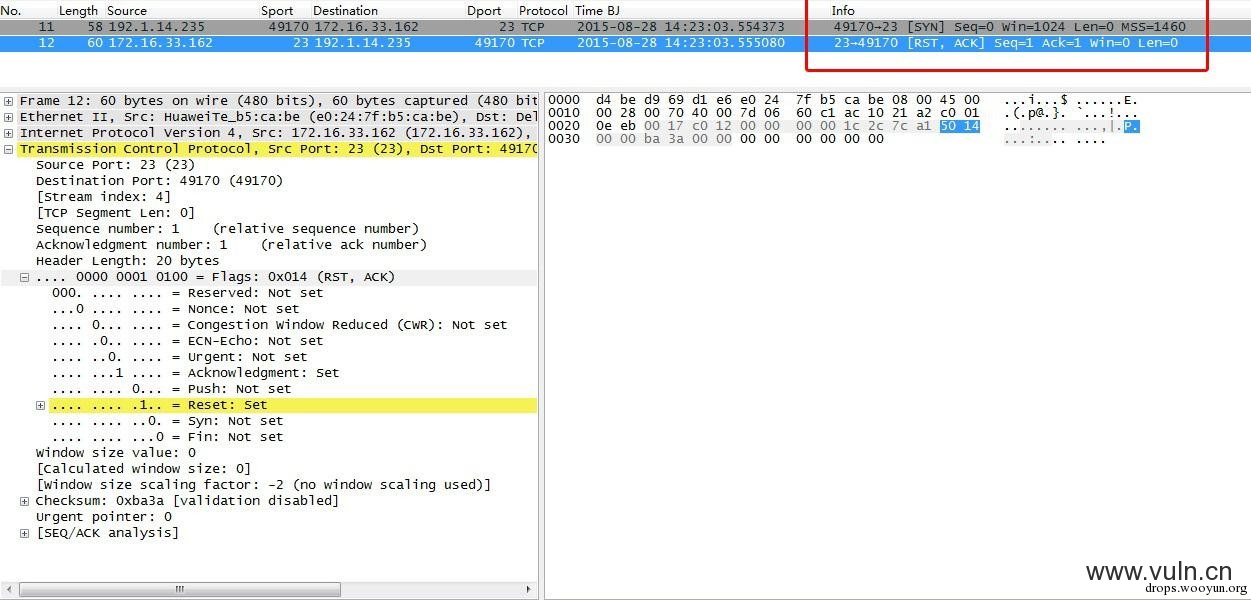 No. Length Source Sport Destination Dport Protocol Time BJ Info
11 58 192.1.14.235 49170 172.16.33.162 23 TCP 2015-08-28 14:23:03.554373 49170→23 [SYN] Seq=0 Win=1024 Len=0 MSS=1460
12 60 172.16.33.162 23 192.1.14.235 49170 TCP 2015-08-28 14:23:03.555080 23→49170 [RST, ACK] Seq=1 Ack=1 Win=0 Len=0
Frame 12: 60 bytes on wire (480 bits), 60 bytes captured (480 bit
Ethernet II, Src: HuaweiTe_b5:ca:be (e0:24:7f:b5:ca:be), Dst: Del
Internet Protocol Version 4, Src: 172.16.33.162 (172.16.33.162),
Transmission Control Protocol, Src Port: 23 (23), Dst Port: 49170
Source Port: 23 (23)
Destination Port: 49170 (49170)
[Stream index: 4]
[TCP Segment Len: 0]
Sequence number: 1 (relative sequence number)
Acknowledgment number: 1 (relative ack number)
Header Length: 20 bytes
.... 0000 0001 0100 = Flags: 0x014 (RST, ACK)
000. .... .... = Reserved: Not set
...0 .... .... = Nonce: Not set
.... 0... .... = Congestion Window Reduced (CWR): Not set
.... .0.. .... = ECN-Echo: Not set
.... ..0. .... = Urgent: Not set
.... ...1 .... = Acknowledgment: Set
.... .... 0... = Push: Not set
.... .... .1.. = Reset: Set
.... .... ..0. = Syn: Not set
.... .... ...0 = Fin: Not set
Window size value: 0
[Calculated window size: 0]
[Window size scaling factor: -2 (no window scaling used)]
Checksum: 0xba3a [validation disabled]
Urgent pointer: 0
[SEQ/ACK analysis]
0000 d4 be d9 69 d1 e6 e0 24 7f b5 ca be 08 00 45 00 ...i...$ ......E.
0010 00 28 00 70 40 00 7d 06 60 c1 ac 10 21 a2 c0 01 .(.p@.}. `...!...
0020 0e eb 00 17 c0 12 00 00 00 00 1c 2c 7c a1 50 14 ........ ...,|.P.
0030 00 00 ba 3a 00 00 00 00 00 00 00 00 ...:.... ....
www.vuln.cn
drops.wooyun.org